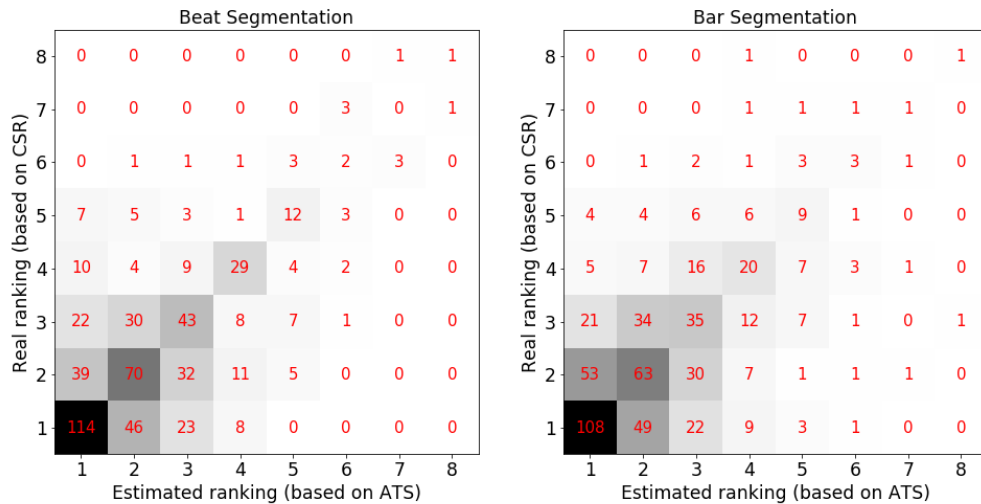 Beat Segmentation
Real ranking (based on CSR)
8 0 0 0 0 0 0 1 1
7 0 0 0 0 0 3 0 1
6 0 1 1 1 3 2 3 0
5 7 5 3 1 12 3 0 0
4 10 4 9 29 4 2 0 0
3 22 30 43 8 7 1 0 0
2 39 70 32 11 5 0 0 0
1 114 46 23 8 0 0 0 0
1 2 3 4 5 6 7 8
Estimated ranking (based on ATS)
Bar Segmentation
Real ranking (based on CSR)
8 0 0 0 1 0 0 0 1
7 0 0 0 1 1 1 1 0
6 0 1 2 1 3 3 1 0
5 4 4 6 6 9 1 0 0
4 5 7 16 20 7 3 1 0
3 21 34 35 12 7 1 0 1
2 53 63 30 7 1 1 1 0
1 108 49 22 9 3 1 0 0
1 2 3 4 5 6 7 8
Estimated ranking (based on ATS)